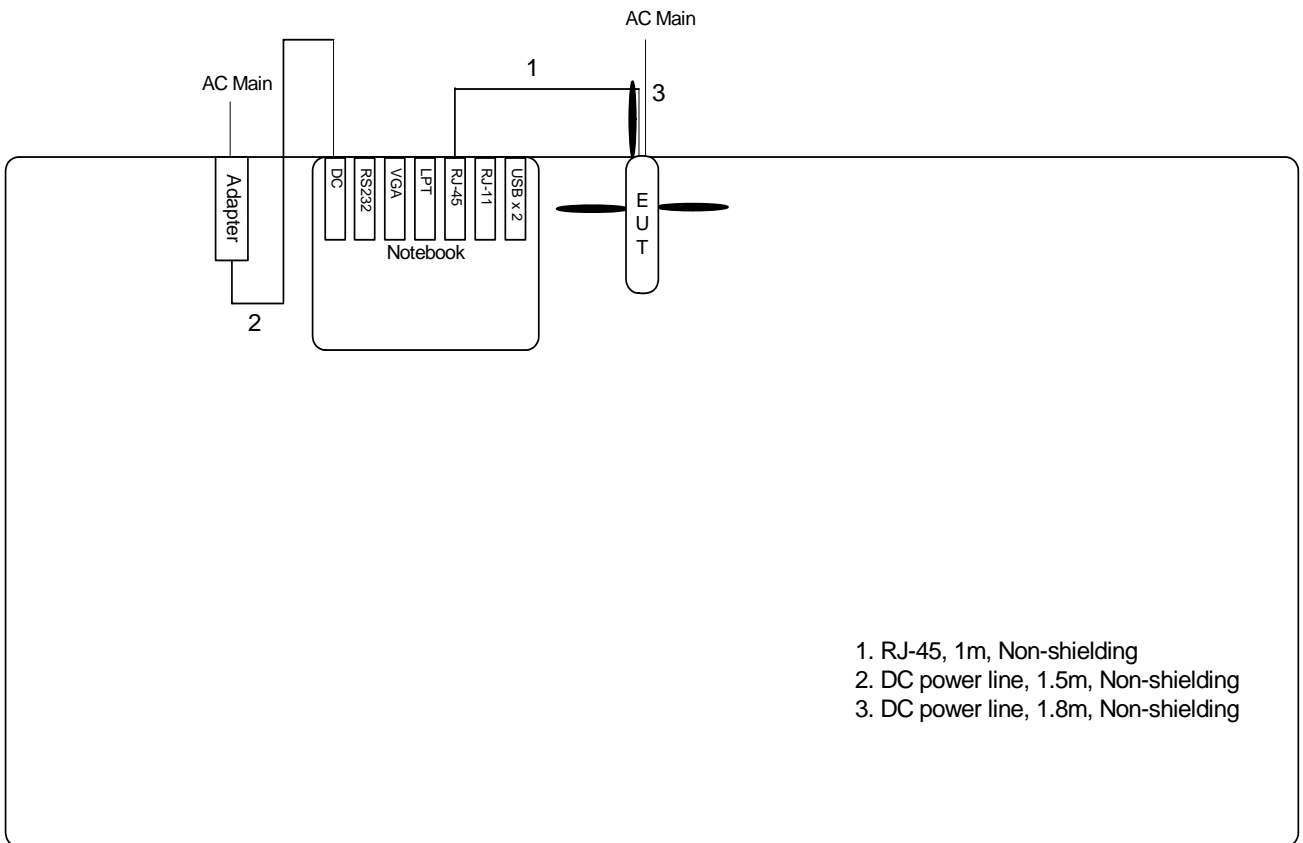 AC Main
AC Main
1
3
Adapter
DC
RS232
VGA
LPT
RJ-45
RJ-11
USB x 2
Notebook
E
U
T
2
1. RJ-45, 1m, Non-shielding
2. DC power line, 1.5m, Non-shielding
3. DC power line, 1.8m, Non-shielding